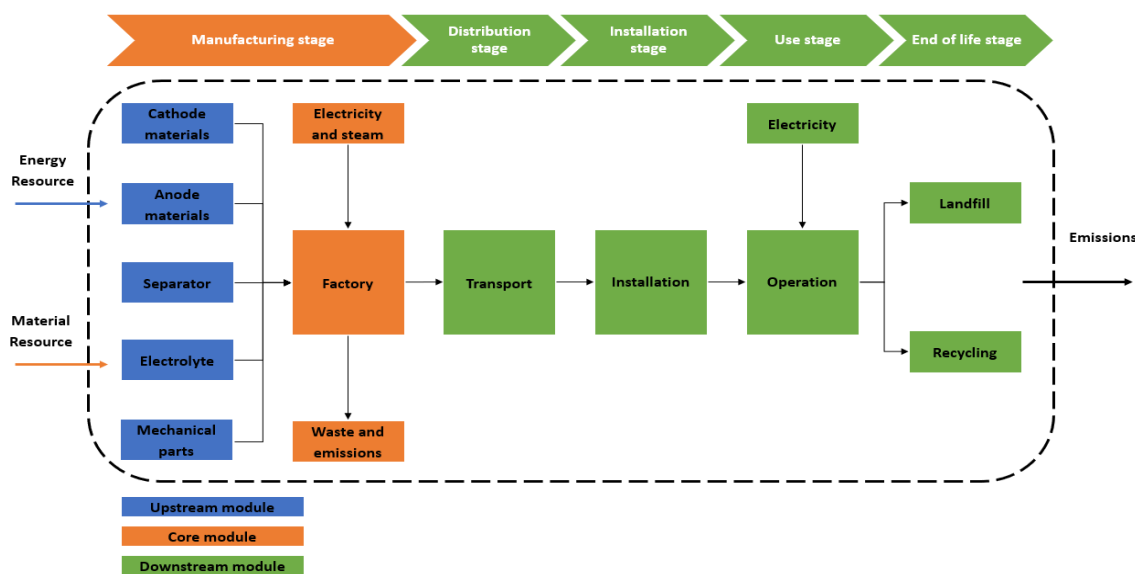 Manufacturing stage
Distribution
stage
Installation
stage
Use stage
End of life stage
Cathode
materials
Electricity
and steam
Electricity
Energy
Resource
Anode
materials
Landfill
Emissions
Separator
Factory
Transport
Installation
Operation
Material
Resource
Electrolyte
Recycling
Mechanical
parts
Waste and
emissions
Upstream module
Core module
Downstream module